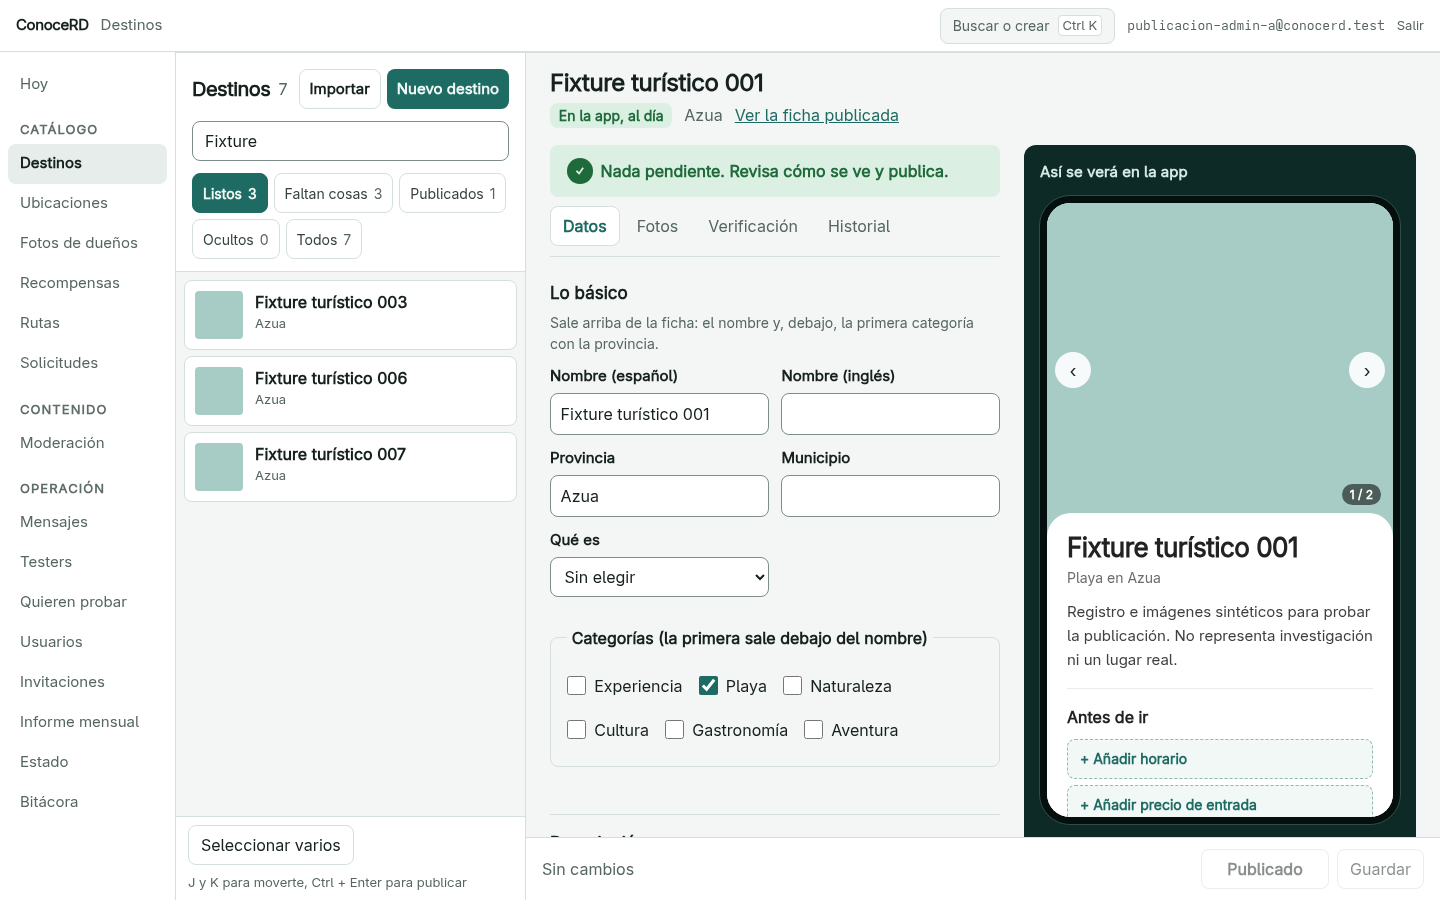 ConoceRD Destinos
Buscar o crear Ctrl K publicacion-admin-a@conocerd.test Salir
Hoy
CATÁLOGO
Destinos
Ubicaciones
Fotos de dueños
Recompensas
Rutas
Solicitudes
CONTENIDO
Moderación
OPERACIÓN
Mensajes
Testers
Quieren probar
Usuarios
Invitaciones
Informe mensual
Estado
Bitácora
Destinos 7 Importar Nuevo destino
Fixture
Listos 3 Faltan cosas 3 Publicados 1
Ocultos 0 Todos 7
Fixture turístico 003
Azua
Fixture turístico 006
Azua
Fixture turístico 007
Azua
Seleccionar varios
J y K para moverte, Ctrl + Enter para publicar
Fixture turístico 001
En la app, al día Azua Ver la ficha publicada
Nada pendiente. Revisa cómo se ve y publica.
Datos Fotos Verificación Historial
Lo básico
Sale arriba de la ficha: el nombre y, debajo, la primera categoría
con la provincia.
Nombre (español) Nombre (inglés)
Fixture turístico 001
Provincia Municipio
Azua
Qué es
Sin elegir
Categorías (la primera sale debajo del nombre)
Experiencia Playa Naturaleza
Cultura Gastronomía Aventura
Sin cambios Publicado Guardar
Así se verá en la app
‹ ›
1 / 2
Fixture turístico 001
Playa en Azua
Registro e imágenes sintéticos para probar
la publicación. No representa investigación
ni un lugar real.
Antes de ir
+ Añadir horario
+ Añadir precio de entrada